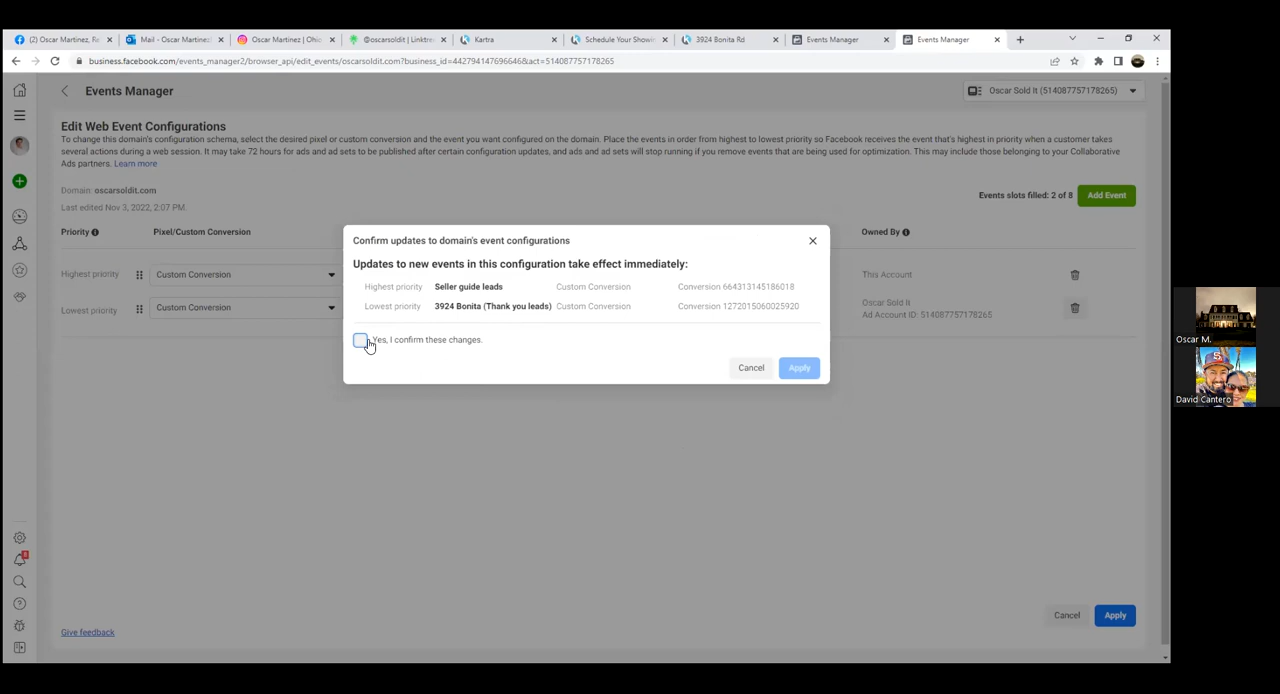 (2) Oscar Martinez, Re
Mail - Oscar Martinez
Oscar Martinez | Ohio
@oscarsoldit | Linktre
Kartra
Schedule Your Showin
3924 Bonita Rd
Events Manager
Events Manager
business.facebook.com/events_manager2/browser_api/edit_events/oscarsoldit.com?business_id=442794147696646&act=514087757178265
Events Manager
Oscar Sold It (514087757178265)
Edit Web Event Configurations
To change this domain's configuration schema, select the desired pixel or custom conversion and the event you want configured on the domain. Place the events in order from highest to lowest priority so Facebook receives the event that's highest in priority when a customer takes
several actions during a web session. It may take 72 hours for ads and ad sets to be published after certain configuration updates, and ads and ad sets will stop running if you remove events that are being used for optimization. This may include those belonging to your Collaborative
Ads partners. Learn more
Domain: oscarsoldit.com
Last edited Nov 3, 2022, 2:07 PM.
Events slots filled: 2 of 8
Add Event
Priority
Pixel/Custom Conversion
Owned By
Highest priority
Custom Conversion
This Account
Lowest priority
Custom Conversion
Oscar Sold It
Ad Account ID: 514087757178265
Confirm updates to domain's event configurations
Updates to new events in this configuration take effect immediately:
Highest priority Seller guide leads Custom Conversion Conversion 664313145186018
Lowest priority 3924 Bonita (Thank you leads) Custom Conversion Conversion 1272015060025920
Yes, I confirm these changes.
Cancel
Apply
Oscar M.
David Cantero
Cancel
Apply
Give feedback